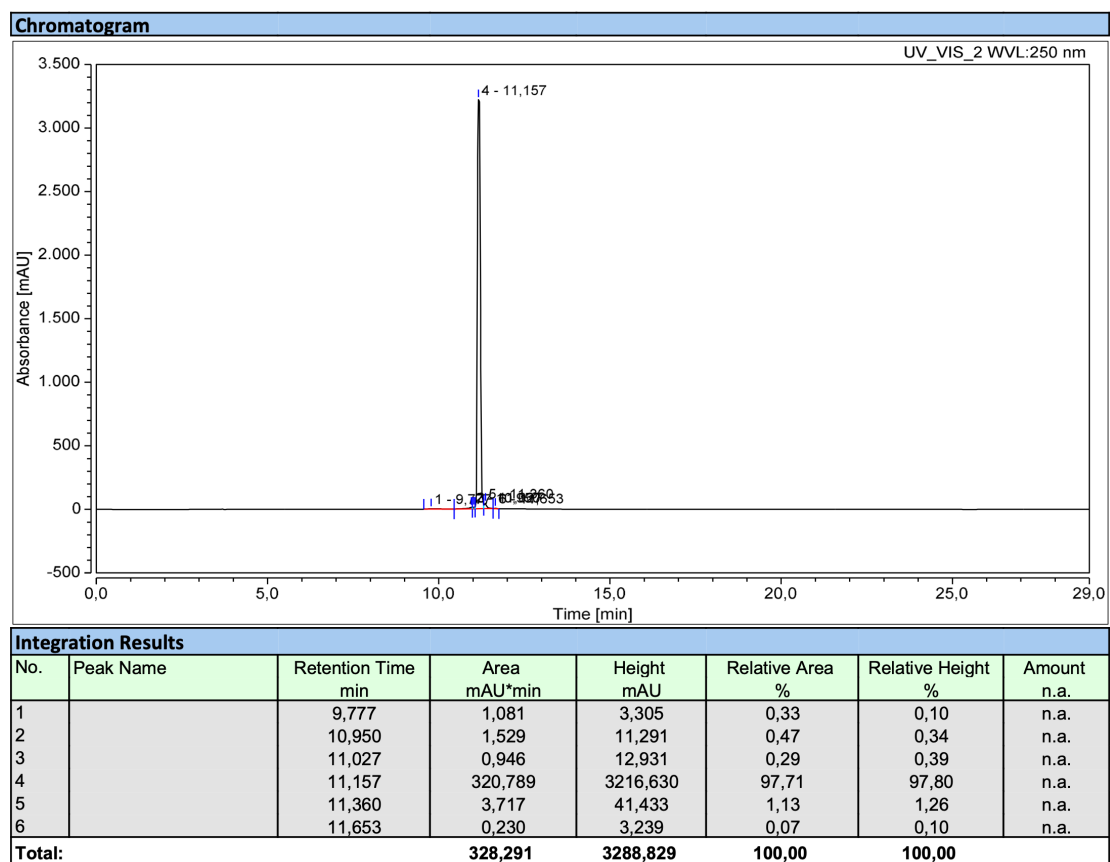 Chromatogram
UV_VIS_2 WVL:250 nm
3.500
3.000
2.500
2.000
1.500
1.000
500
0
-500
Absorbance [mAU]
4 - 11,157
1 - 9,777
5 - 11,360
6 - 11,653
0,0 5,0 10,0 15,0 20,0 25,0 29,0
Time [min]
Integration Results
No. Peak Name Retention Time Area Height Relative Area Relative Height Amount
min mAU*min mAU % % n.a.
1 9,777 1,081 3,305 0,33 0,10 n.a.
2 10,950 1,529 11,291 0,47 0,34 n.a.
3 11,027 0,946 12,931 0,29 0,39 n.a.
4 11,157 320,789 3216,630 97,71 97,80 n.a.
5 11,360 3,717 41,433 1,13 1,26 n.a.
6 11,653 0,230 3,239 0,07 0,10 n.a.
Total: 328,291 3288,829 100,00 100,00